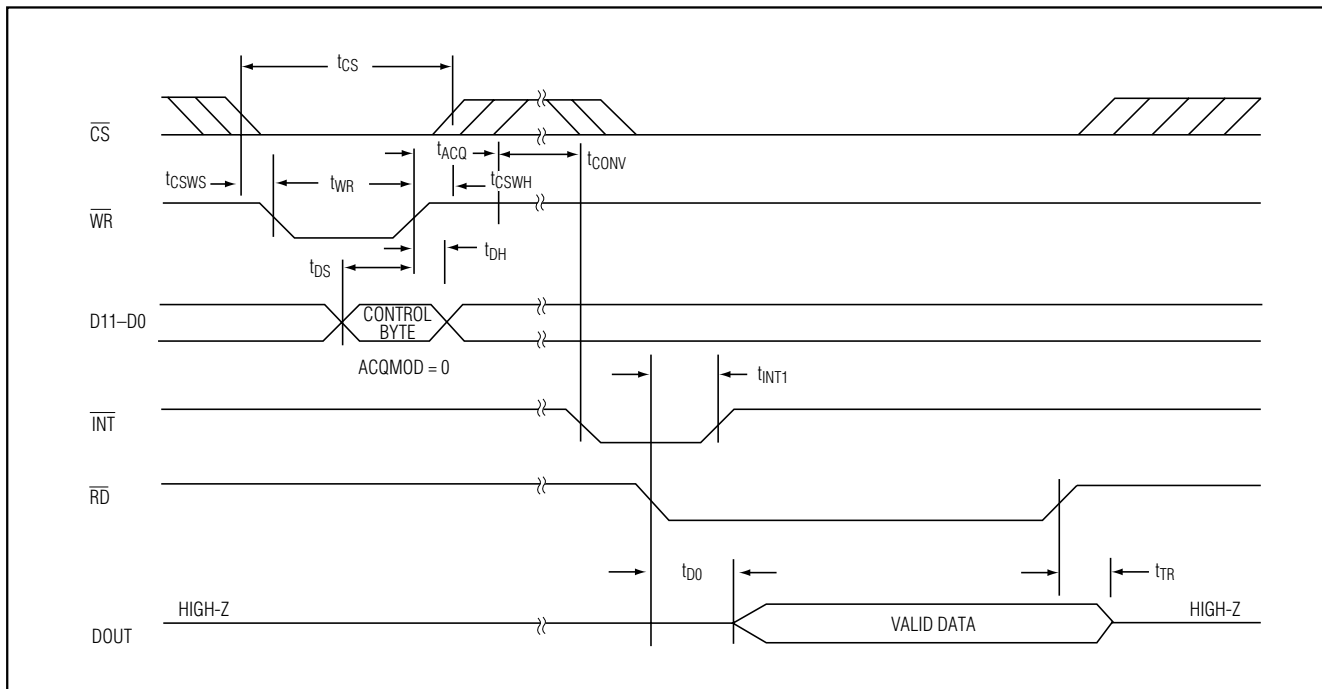 tCS
CS
tACQ
tCONV
tCSWS
tWR
tCSWH
WR
tDH
tDS
D11–D0
CONTROL
BYTE
ACQMOD = 0
tINT1
INT
RD
tD0
tTR
HIGH-Z
HIGH-Z
VALID DATA
DOUT